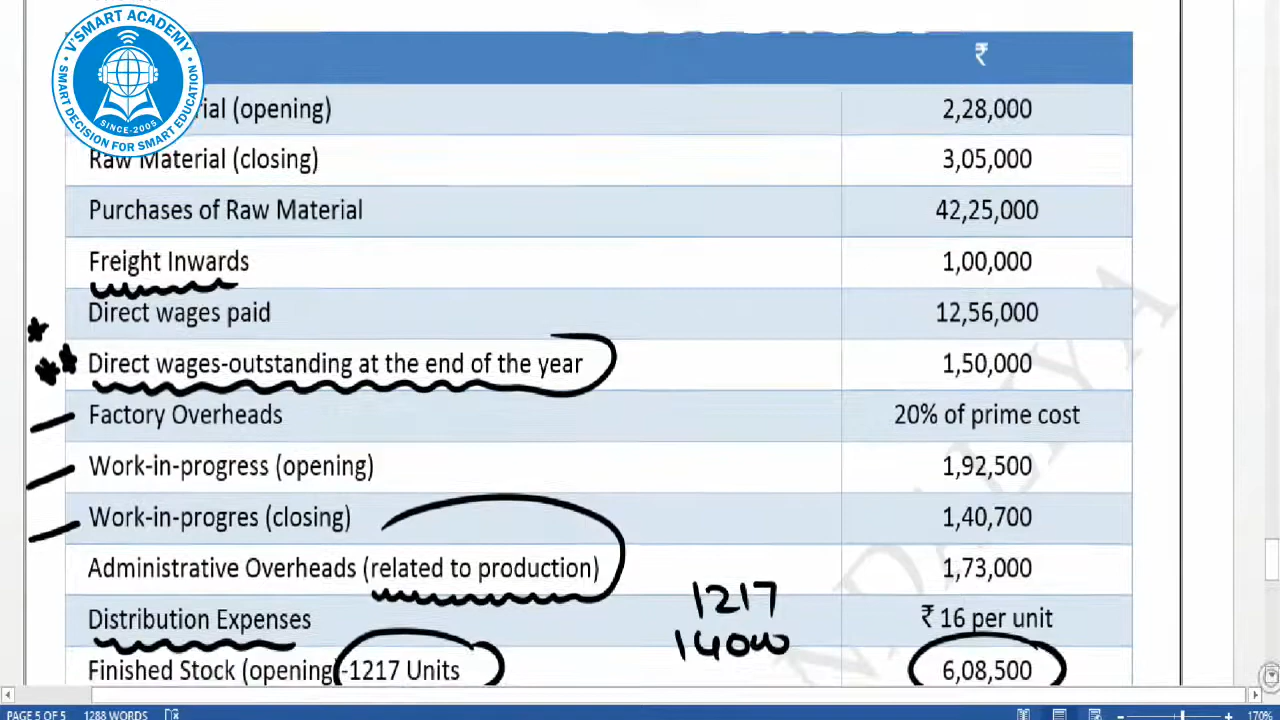 V'SMART ACADEMY
SMART DECISION FOR SMART EDUCATION
SINCE-2005
₹
rial (opening) 2,28,000
Raw Material (closing) 3,05,000
Purchases of Raw Material 42,25,000
Freight Inwards 1,00,000
Direct wages paid 12,56,000
Direct wages-outstanding at the end of the year 1,50,000
Factory Overheads 20% of prime cost
Work-in-progress (opening) 1,92,500
Work-in-progres (closing) 1,40,700
Administrative Overheads (related to production) 1,73,000
1217
Distribution Expenses ₹ 16 per unit
14000
Finished Stock (opening)-1217 Units 6,08,500
NDALIYA
PAGE 5 OF 5 1288 WORDS 170%